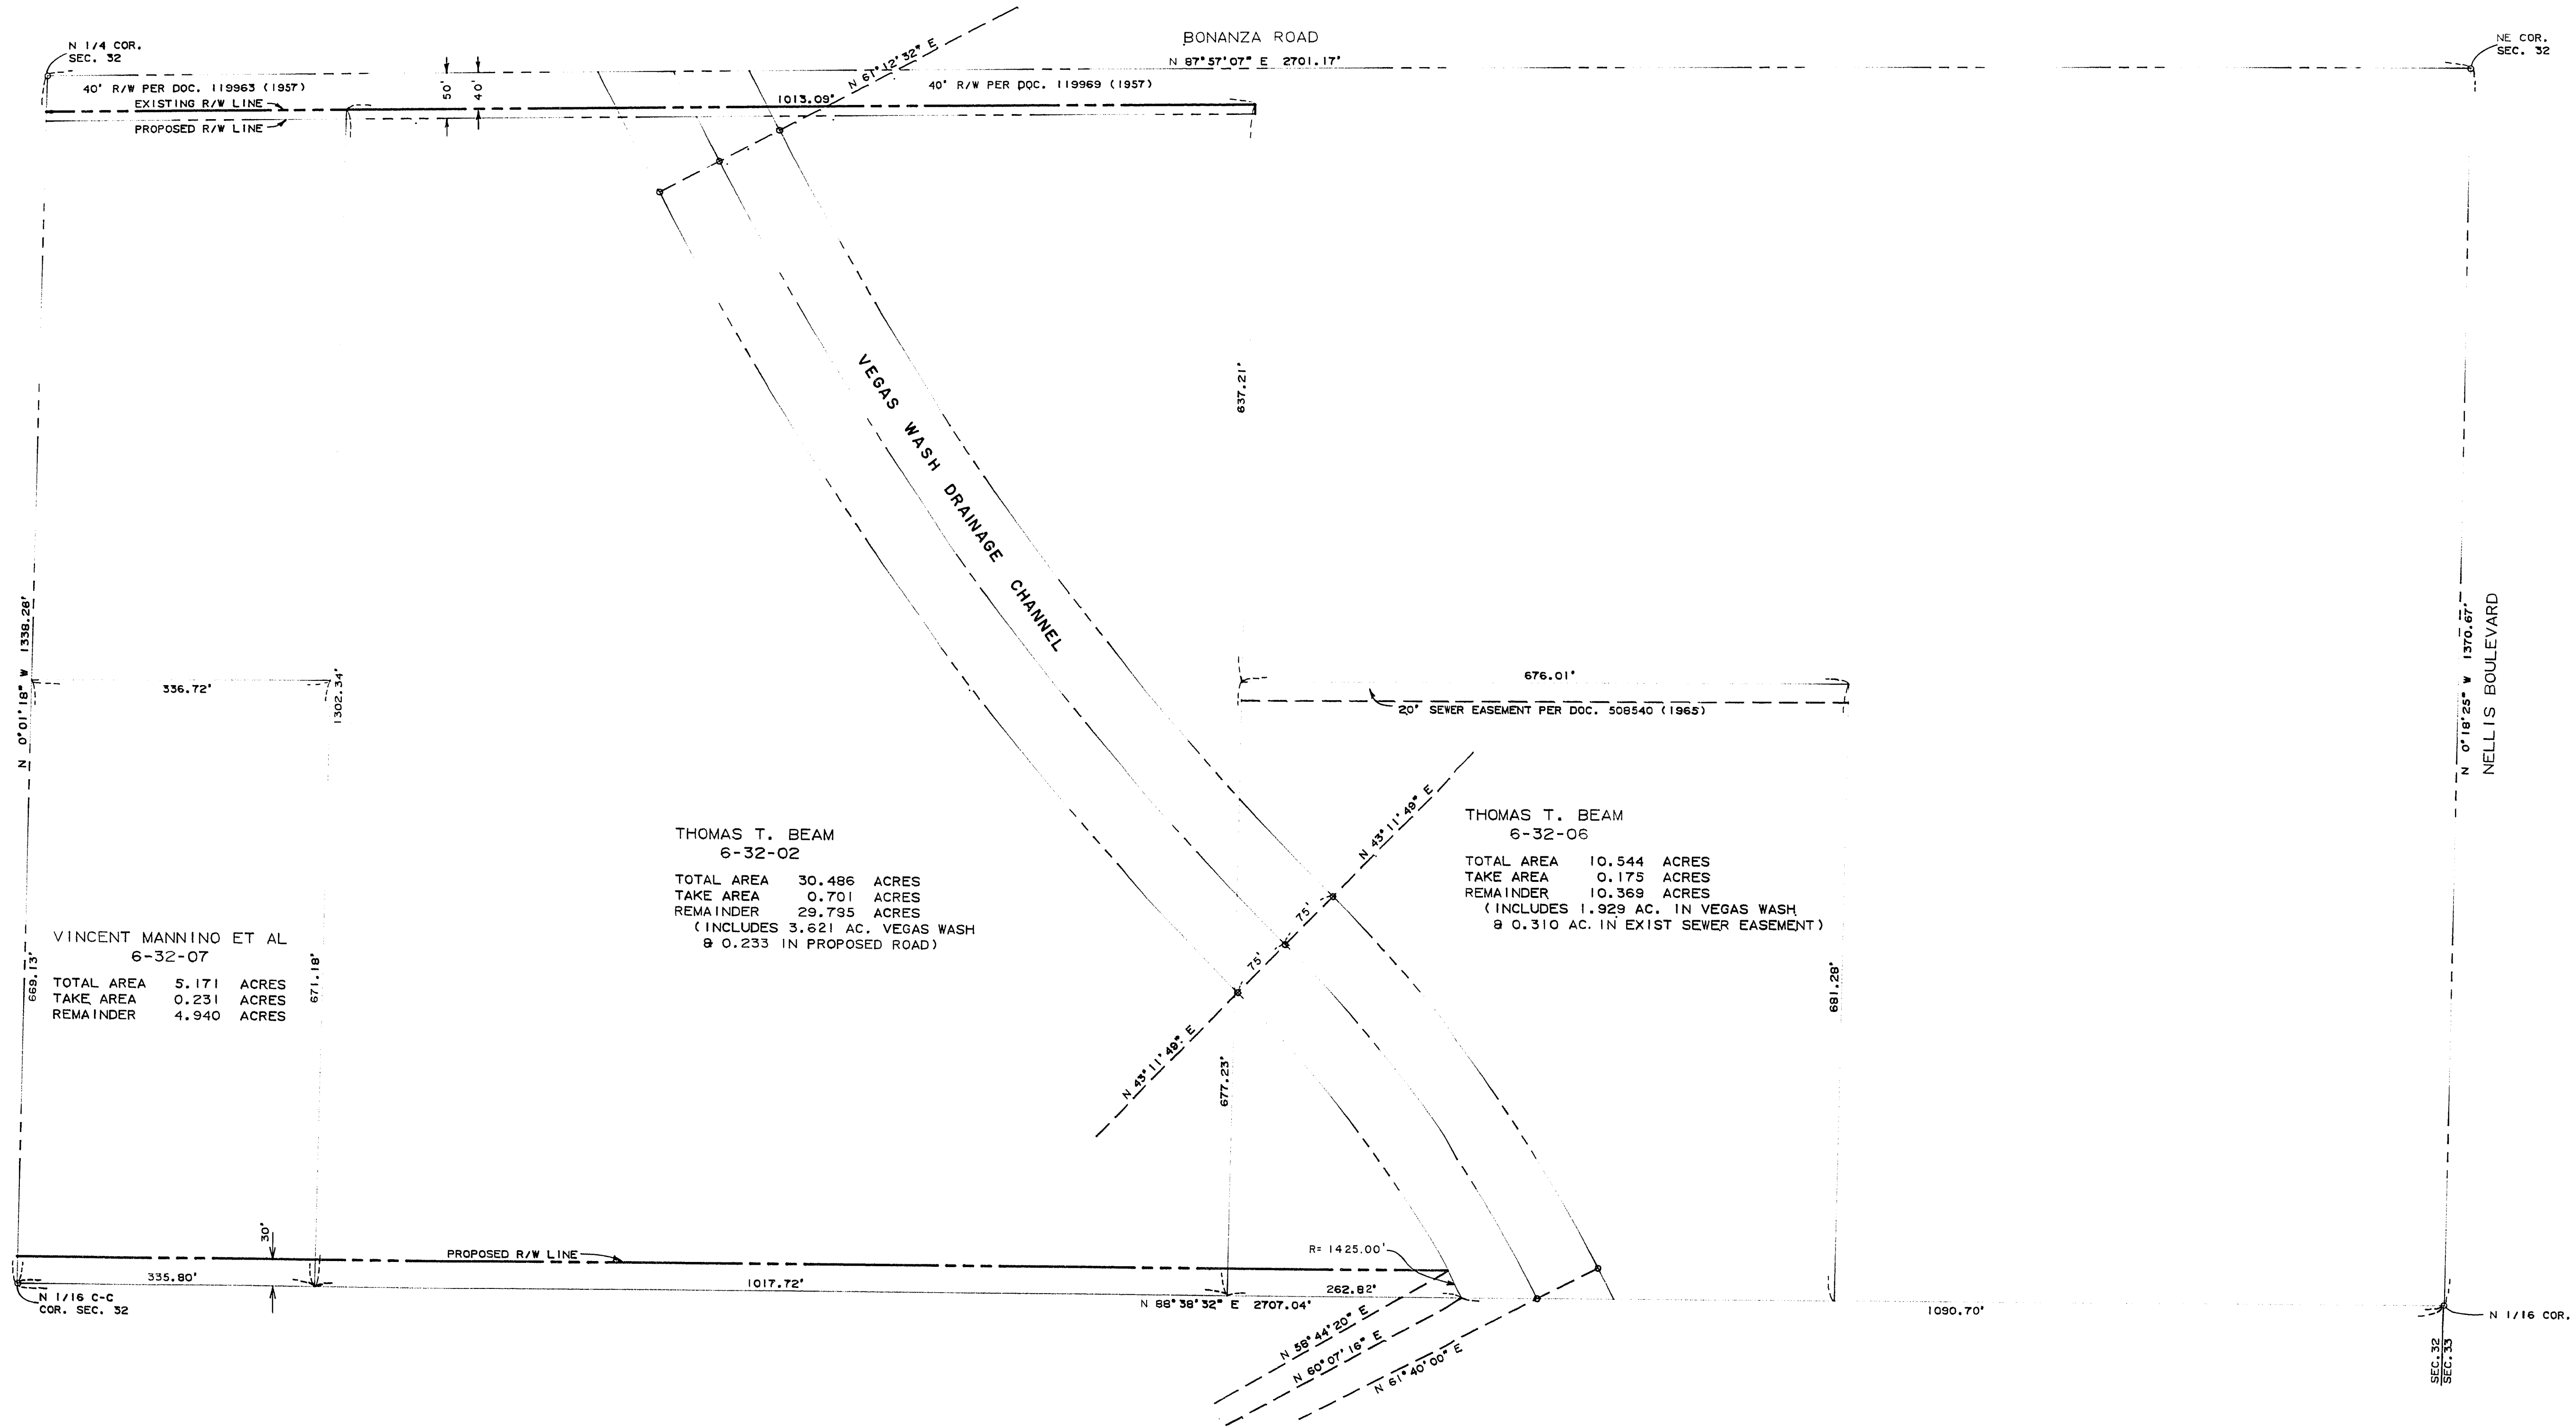 N 1/4 COR.
SEC. 32
BONANZA ROAD
N 87°57'07" E 2701.17'
NE COR.
SEC. 32
N 61°12'32" E
40' R/W PER DOC. 119963 (1957)
EXISTING R/W LINE
PROPOSED R/W LINE
50'
40'
1013.09'
40' R/W PER DOC. 119969 (1957)
VEGAS WASH DRAINAGE CHANNEL
637.21'
N 0°01'18" W 1338.26'
336.72'
1302.34'
676.01'
20' SEWER EASEMENT PER DOC. 508540 (1965)
N 0°18'25" W 1370.67'
NELLIS BOULEVARD
N 43°11'49" E
THOMAS T. BEAM
6-32-02
TOTAL AREA 30.486 ACRES
TAKE AREA 0.701 ACRES
REMAINDER 29.785 ACRES
(INCLUDES 3.621 AC. VEGAS WASH
& 0.233 IN PROPOSED ROAD)
THOMAS T. BEAM
6-32-06
TOTAL AREA 10.544 ACRES
TAKE AREA 0.175 ACRES
REMAINDER 10.369 ACRES
(INCLUDES 1.929 AC. IN VEGAS WASH
& 0.310 AC. IN EXIST SEWER EASEMENT)
75'
75'
VINCENT MANNINO ET AL
6-32-07
TOTAL AREA 5.171 ACRES
TAKE AREA 0.231 ACRES
REMAINDER 4.940 ACRES
669.13'
671.18'
681.28'
N 43°11'49" E
677.23'
30'
PROPOSED R/W LINE
R= 1425.00'
335.80'
1017.72'
262.82'
N 88°38'32" E 2707.04'
1090.70'
N 1/16 C-C
COR. SEC. 32
N 1/16 COR.
N 58°44'20" E
N 60°07'16" E
N 61°40'00" E
SEC. 32
SEC. 33